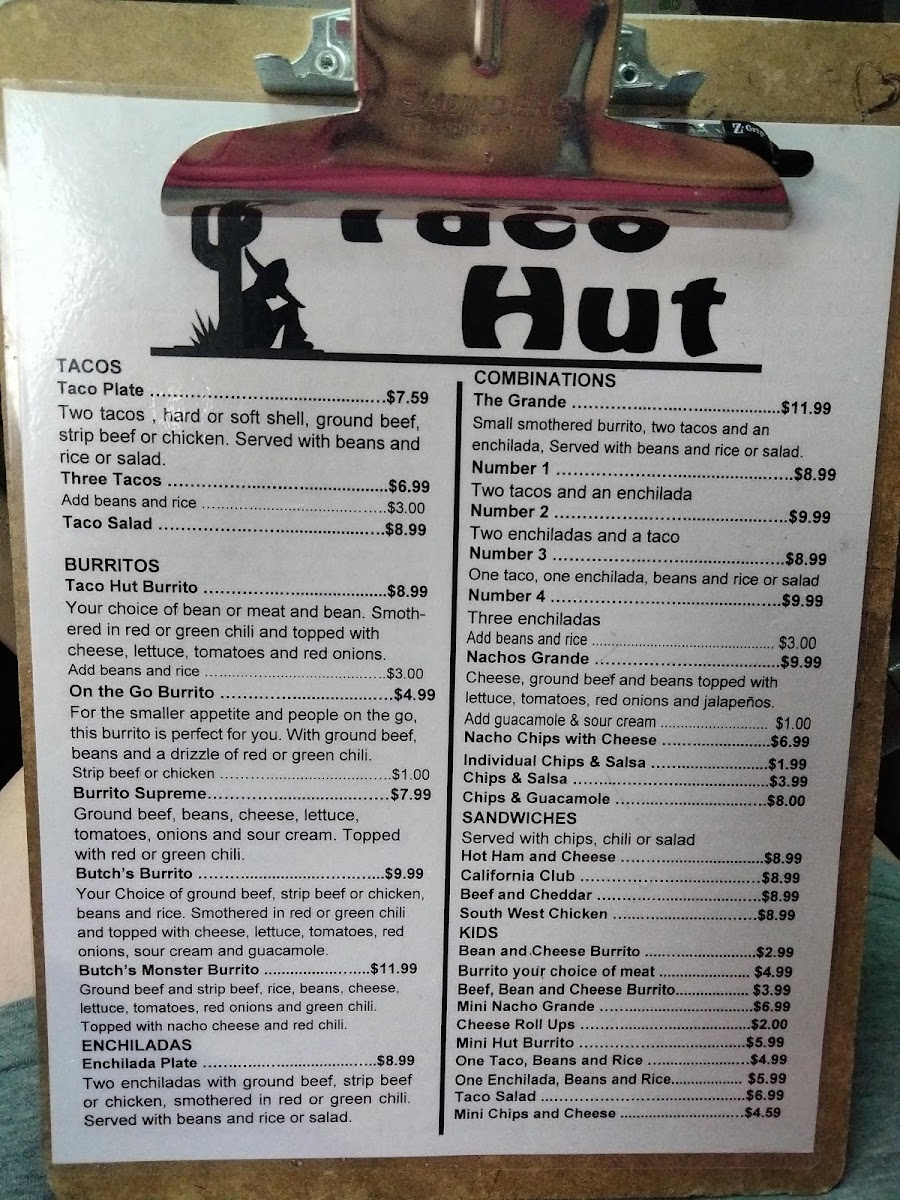 Z-Grip
Taco
Hut
TACOS
Taco Plate ........ $7.59
Two tacos , hard or soft shell, ground beef,
strip beef or chicken. Served with beans and
rice or salad.
Three Tacos ........ $6.99
Add beans and rice ........ $3.00
Taco Salad ........ $8.99
BURRITOS
Taco Hut Burrito ........ $8.99
Your choice of bean or meat and bean. Smoth-
ered in red or green chili and topped with
cheese, lettuce, tomatoes and red onions.
Add beans and rice ........ $3.00
On the Go Burrito ........ $4.99
For the smaller appetite and people on the go,
this burrito is perfect for you. With ground beef,
beans and a drizzle of red or green chili.
Strip beef or chicken ........ $1.00
Burrito Supreme ........ $7.99
Ground beef, beans, cheese, lettuce,
tomatoes, onions and sour cream. Topped
with red or green chili.
Butch's Burrito ........ $9.99
Your Choice of ground beef, strip beef or chicken,
beans and rice. Smothered in red or green chili
and topped with cheese, lettuce, tomatoes, red
onions, sour cream and guacamole.
Butch's Monster Burrito ........ $11.99
Ground beef and strip beef, rice, beans, cheese,
lettuce, tomatoes, red onions and green chili.
Topped with nacho cheese and red chili.
ENCHILADAS
Enchilada Plate ........ $8.99
Two enchiladas with ground beef, strip beef
or chicken, smothered in red or green chili.
Served with beans and rice or salad.
COMBINATIONS
The Grande ........ $11.99
Small smothered burrito, two tacos and an
enchilada, Served with beans and rice or salad.
Number 1 ........ $8.99
Two tacos and an enchilada
Number 2 ........ $9.99
Two enchiladas and a taco
Number 3 ........ $8.99
One taco, one enchilada, beans and rice or salad
Number 4 ........ $9.99
Three enchiladas
Add beans and rice ........ $3.00
Nachos Grande ........ $9.99
Cheese, ground beef and beans topped with
lettuce, tomatoes, red onions and jalapeños.
Add guacamole & sour cream ........ $1.00
Nacho Chips with Cheese ........ $6.99
Individual Chips & Salsa ........ $1.99
Chips & Salsa ........ $3.99
Chips & Guacamole ........ $8.00
SANDWICHES
Served with chips, chili or salad
Hot Ham and Cheese ........ $8.99
California Club ........ $8.99
Beef and Cheddar ........ $8.99
South West Chicken ........ $8.99
KIDS
Bean and Cheese Burrito ........ $2.99
Burrito your choice of meat ........ $4.99
Beef, Bean and Cheese Burrito ........ $3.99
Mini Nacho Grande ........ $6.99
Cheese Roll Ups ........ $2.00
Mini Hut Burrito ........ $5.99
One Taco, Beans and Rice ........ $4.99
One Enchilada, Beans and Rice ........ $5.99
Taco Salad ........ $6.99
Mini Chips and Cheese ........ $4.59